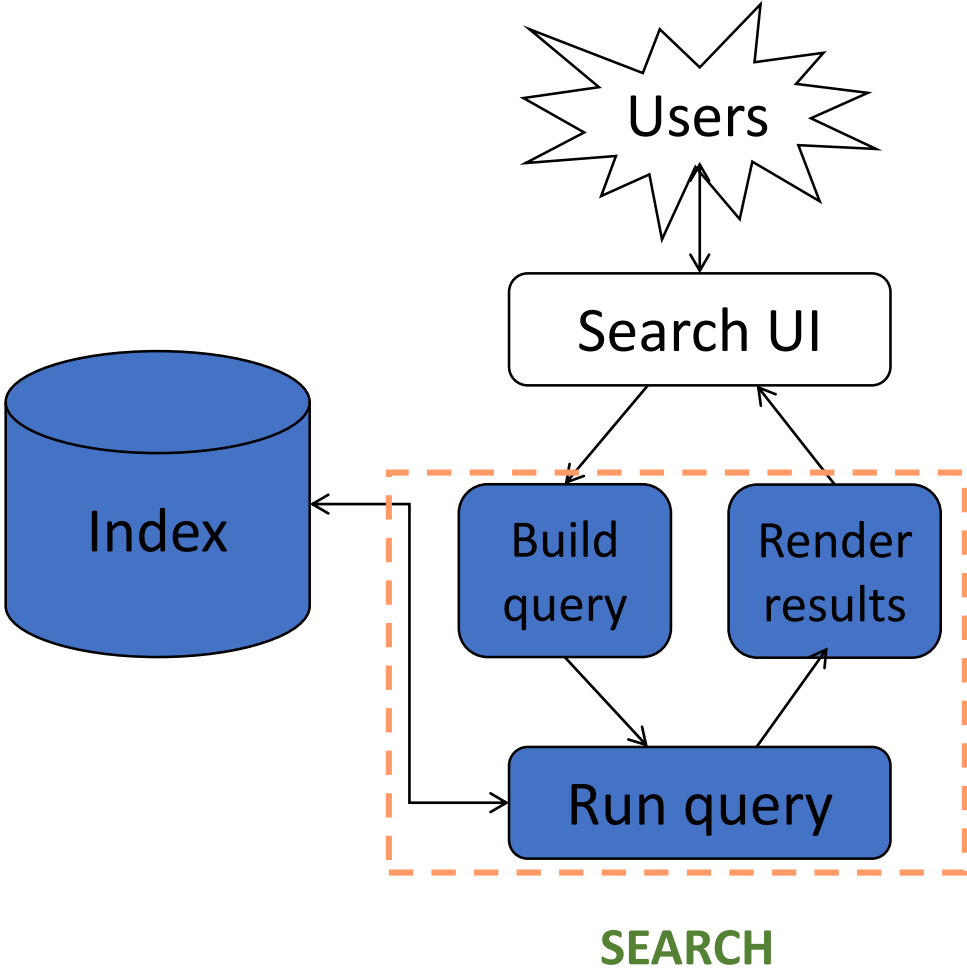 Users
Search UI
Index
Build
query
Render
results
Run query
SEARCH